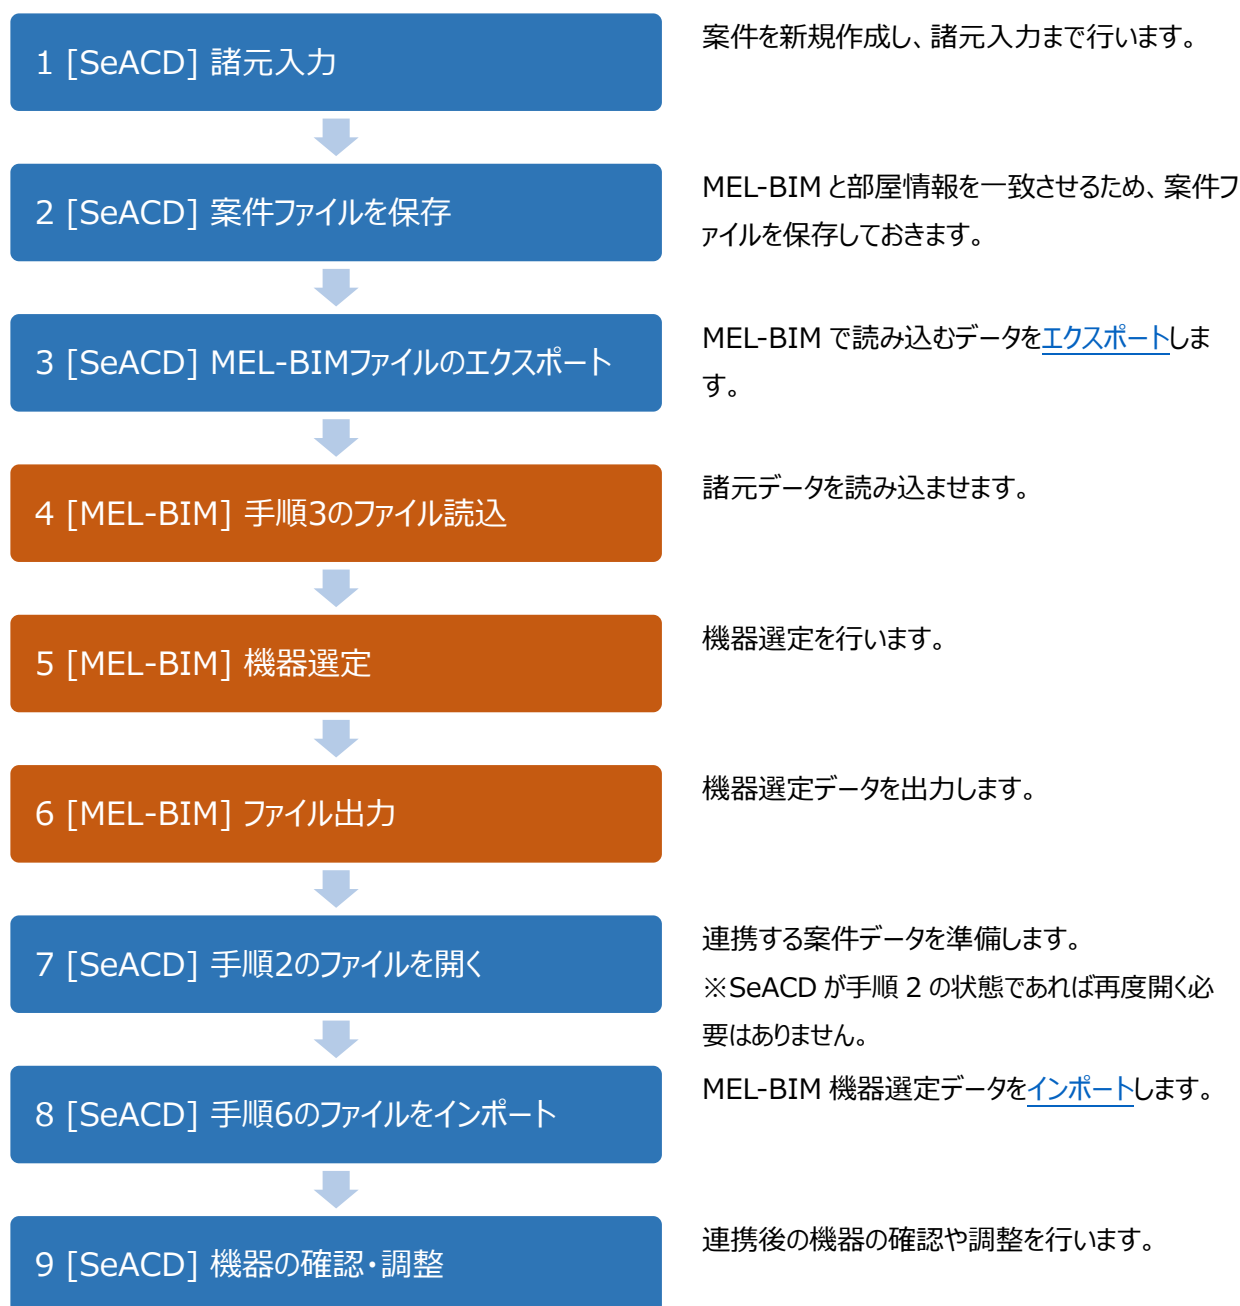 1 [SeACD] 諸元入力
案件を新規作成し、諸元入力まで行います。
2 [SeACD] 案件ファイルを保存
MEL-BIM と部屋情報を一致させるため、案件フ
ァイルを保存しておきます。
3 [SeACD] MEL-BIMファイルのエクスポート
MEL-BIM で読み込むデータをエクスポートしま
す。
4 [MEL-BIM] 手順3のファイル読込
諸元データを読み込ませます。
5 [MEL-BIM] 機器選定
機器選定を行います。
6 [MEL-BIM] ファイル出力
機器選定データを出力します。
7 [SeACD] 手順2のファイルを開く
連携する案件データを準備します。
※SeACD が手順 2 の状態であれば再度開く必
要はありません。
8 [SeACD] 手順6のファイルをインポート
MEL-BIM 機器選定データをインポートします。
9 [SeACD] 機器の確認・調整
連携後の機器の確認や調整を行います。